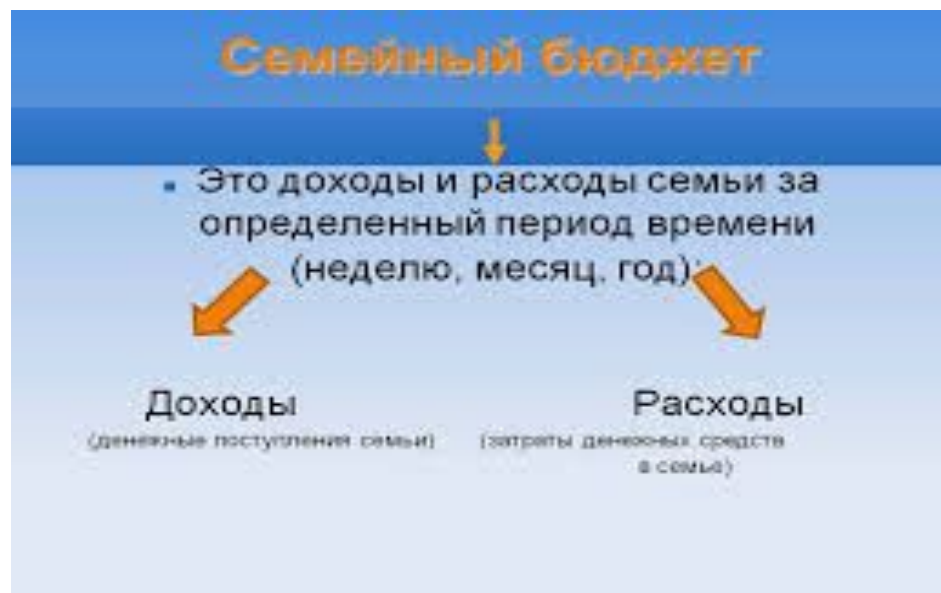 Семейный бюджет
Это доходы и расходы семьи за
определенный период времени
(неделю, месяц, год):
Доходы
(денежные поступления семьи)
Расходы
(затраты денежных средств
в семье)